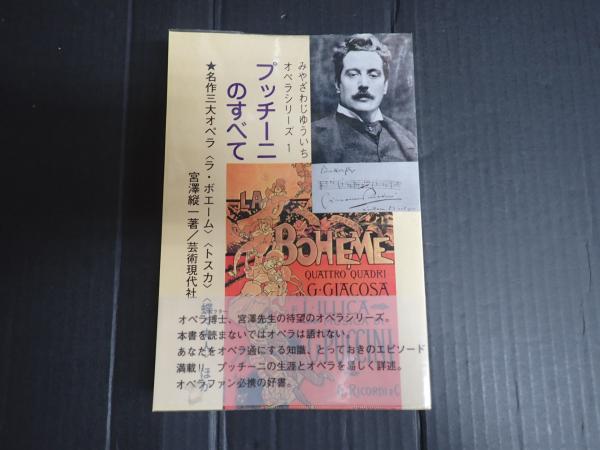 みやざわじゅういち
オペラシリーズ 1
プッチーニ
のすべて
★名作三大オペラ〈ラ・ボエーム〉〈トスカ〉〈蝶
宮澤縦一著/芸術現代社
LA
BOHÈME
QUATTRO QUADRI
G. GIACOSA
L. ILLICA
PUCCINI
G. RICORDI & C.
オペラ博士、宮澤先生の待望のオペラシリーズ。
本書を読まないではオペラは語れない。
あなたをオペラ通にする知識、とっておきのエピソード
満載!!　プッチーニの生涯とオペラを易しく詳述。
オペラファン必携の好書。